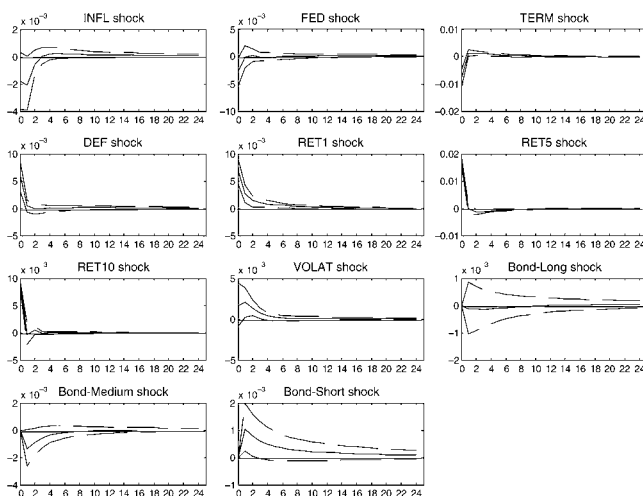 INFL shock FED shock TERM shock
x 10⁻³ x 10⁻³
2 10 0.02
0 5 0.01
-2 0 0
-5 -0.01
-4 -10 -0.02
0 2 4 6 8 10 12 14 16 18 20 22 24 0 2 4 6 8 10 12 14 16 18 20 22 24 0 2 4 6 8 10 12 14 16 18 20 22 24
DEF shock RET1 shock RET5 shock
x 10⁻³ x 10⁻³
10 10 0.02
5 5 0.01
0 0 0
-5 -5 -0.01
0 2 4 6 8 10 12 14 16 18 20 22 24 0 2 4 6 8 10 12 14 16 18 20 22 24 0 2 4 6 8 10 12 14 16 18 20 22 24
RET10 shock VOLAT shock Bond-Long shock
x 10⁻³ x 10⁻³ x 10⁻³
10 5 1
5 0
0 0 -1
-5 -5 -2
0 2 4 6 8 10 12 14 16 18 20 22 24 0 2 4 6 8 10 12 14 16 18 20 22 24 0 2 4 6 8 10 12 14 16 18 20 22 24
Bond-Medium shock Bond-Short shock
x 10⁻³ x 10⁻³
2 2
0 1
-2 0
-4 -1
0 2 4 6 8 10 12 14 16 18 20 22 24 0 2 4 6 8 10 12 14 16 18 20 22 24